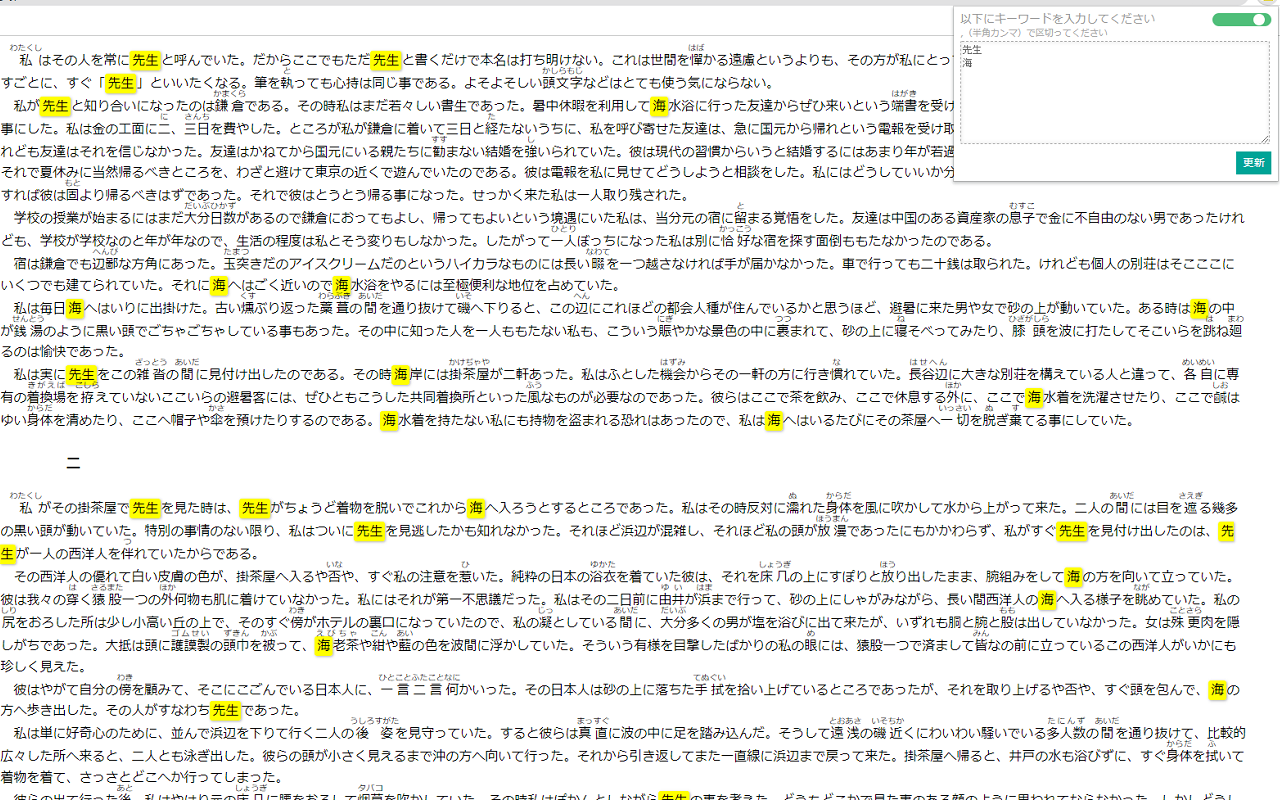 以下にキーワードを入力してください
,（半角カンマ）で区切ってください
先生
海
更新
私はその人を常に先生と呼んでいた。だからここでもただ先生と書くだけで本名は打ち明けない。これは世間を憚かる遠慮というよりも、その方が私にとっ
すごとに、すぐ「先生」といいたくなる。筆を執っても心持は同じ事である。よそよそしい頭文字などはとても使う気にならない。
私が先生と知り合いになったのは鎌倉である。その時私はまだ若々しい書生であった。暑中休暇を利用して海水浴に行った友達からぜひ来いという端書を受け
事にした。私は金の工面に二、三日を費やした。ところが私が鎌倉に着いて三日と経たないうちに、私を呼び寄せた友達は、急に国元から帰れという電報を受け取
れども友達はそれを信じなかった。友達はかねてから国元にいる親たちに勧まない結婚を強いられていた。彼は現代の習慣からいうと結婚するにはあまり年が若過
それで夏休みに当然帰るべきところを、わざと避けて東京の近くで遊んでいたのである。彼は電報を私に見せてどうしようと相談をした。私にはどうしていいか分
すれば彼は固より帰るべきはずであった。それで彼はとうとう帰る事になった。せっかく来た私は一人取り残された。
学校の授業が始まるにはまだ大分日数があるので鎌倉におってもよし、帰ってもよいという境遇にいた私は、当分元の宿に留まる覚悟をした。友達は中国のある資産家の息子で金に不自由のない男であったけれ
ども、学校が学校なのと年が年なので、生活の程度は私とそう変りもしなかった。したがって一人ぼっちになった私は別に恰好な宿を探す面倒ももたなかったのである。
宿は鎌倉でも辺鄙な方角にあった。玉突きだのアイスクリームだのというハイカラなものには長い畷を一つ越さなければ手が届かなかった。車で行っても二十銭は取られた。けれども個人の別荘はそこここに
いくつでも建てられていた。それに海へはごく近いので海水浴をやるには至極便利な地位を占めていた。
私は毎日海へはいりに出掛けた。古い燻ぶり返った藁葺の間を通り抜けて磯へ下りると、この辺にこれほどの都会人種が住んでいるかと思うほど、避暑に来た男や女で砂の上が動いていた。ある時は海の中
が銭湯のように黒い頭でごちゃごちゃしている事もあった。その中に知った人を一人ももたない私も、こういう賑やかな景色の中に裹まれて、砂の上に寝そべってみたり、膝頭を波に打たしてそこいらを跳ね廻
るのは愉快であった。
私は実に先生をこの雑沓の間に見付け出したのである。その時海岸には掛茶屋が二軒あった。私はふとした機会からその一軒の方に行き慣れていた。長谷辺に大きな別荘を構えている人と違って、各自に専
有の着換場を拵えていないここいらの避暑客には、ぜひともこうした共同着換所といった風なものが必要なのであった。彼らはここで茶を飲み、ここで休息する外に、ここで海水着を洗濯させたり、ここで鹹は
ゆい身体を清めたり、ここへ帽子や傘を預けたりするのである。海水着を持たない私にも持物を盗まれる恐れはあったので、私は海へはいるたびにその茶屋へ一切を脱ぎ棄てる事にしていた。
二
私がその掛茶屋で先生を見た時は、先生がちょうど着物を脱いでこれから海へ入ろうとするところであった。私はその時反対に濡れた身体を風に吹かして水から上がって来た。二人の間には目を遮る幾多
の黒い頭が動いていた。特別の事情のない限り、私はついに先生を見逃したかも知れなかった。それほど浜辺が混雑し、それほど私の頭が放漫であったにもかかわらず、私がすぐ先生を見付け出したのは、先
生が一人の西洋人を伴れていたからである。
その西洋人の優れて白い皮膚の色が、掛茶屋へ入るや否や、すぐ私の注意を惹いた。純粋の日本の浴衣を着ていた彼は、それを床几の上にすぽりと放り出したまま、腕組みをして海の方を向いて立っていた。
彼は我々の穿く猿股一つの外何物も肌に着けていなかった。私にはそれが第一不思議だった。私はその二日前に由井が浜まで行って、砂の上にしゃがみながら、長い間西洋人の海へ入る様子を眺めていた。私の
尻をおろした所は少し小高い丘の上で、そのすぐ傍がホテルの裏口になっていたので、私の凝としている間に、大分多くの男が塩を浴びに出て来たが、いずれも胴と腕と股は出していなかった。女は殊更肉を隠
しがちであった。大抵は頭に護謨製の頭巾を被って、海老茶や紺や藍の色を波間に浮かしていた。そういう有様を目撃したばかりの私の眼には、猿股一つで済まして皆なの前に立っているこの西洋人がいかにも
珍しく見えた。
彼はやがて自分の傍を顧みて、そこにこごんでいる日本人に、一言二言何かいった。その日本人は砂の上に落ちた手拭を拾い上げているところであったが、それを取り上げるや否や、すぐ頭を包んで、海の
方へ歩き出した。その人がすなわち先生であった。
私は単に好奇心のために、並んで浜辺を下りて行く二人の後姿を見守っていた。すると彼らは真直に波の中に足を踏み込んだ。そうして遠浅の磯近くにわいわい騒いでいる多人数の間を通り抜けて、比較的
広々した所へ来ると、二人とも泳ぎ出した。彼らの頭が小さく見えるまで沖の方へ向いて行った。それから引き返してまた一直線に浜辺まで戻って来た。掛茶屋へ帰ると、井戸の水も浴びずに、すぐ身体を拭いて
着物を着て、さっさとどこへか行ってしまった。